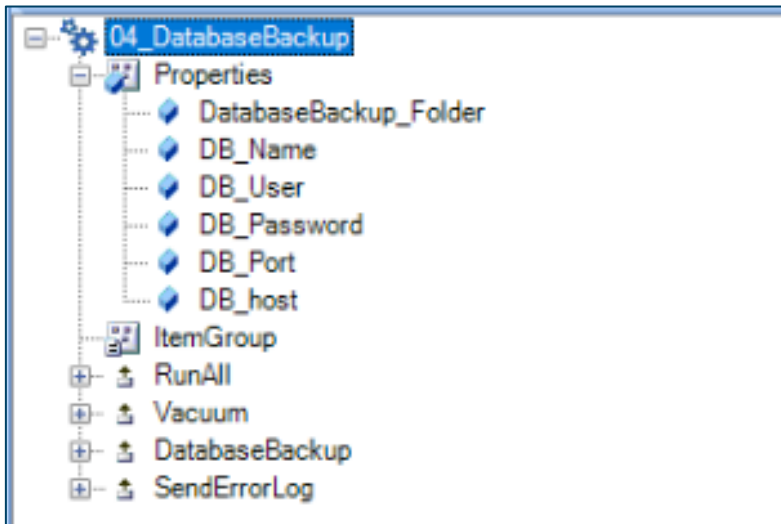 04_DatabaseBackup
Properties
DatabaseBackup_Folder
DB_Name
DB_User
DB_Password
DB_Port
DB_host
ItemGroup
RunAll
Vacuum
DatabaseBackup
SendErrorLog